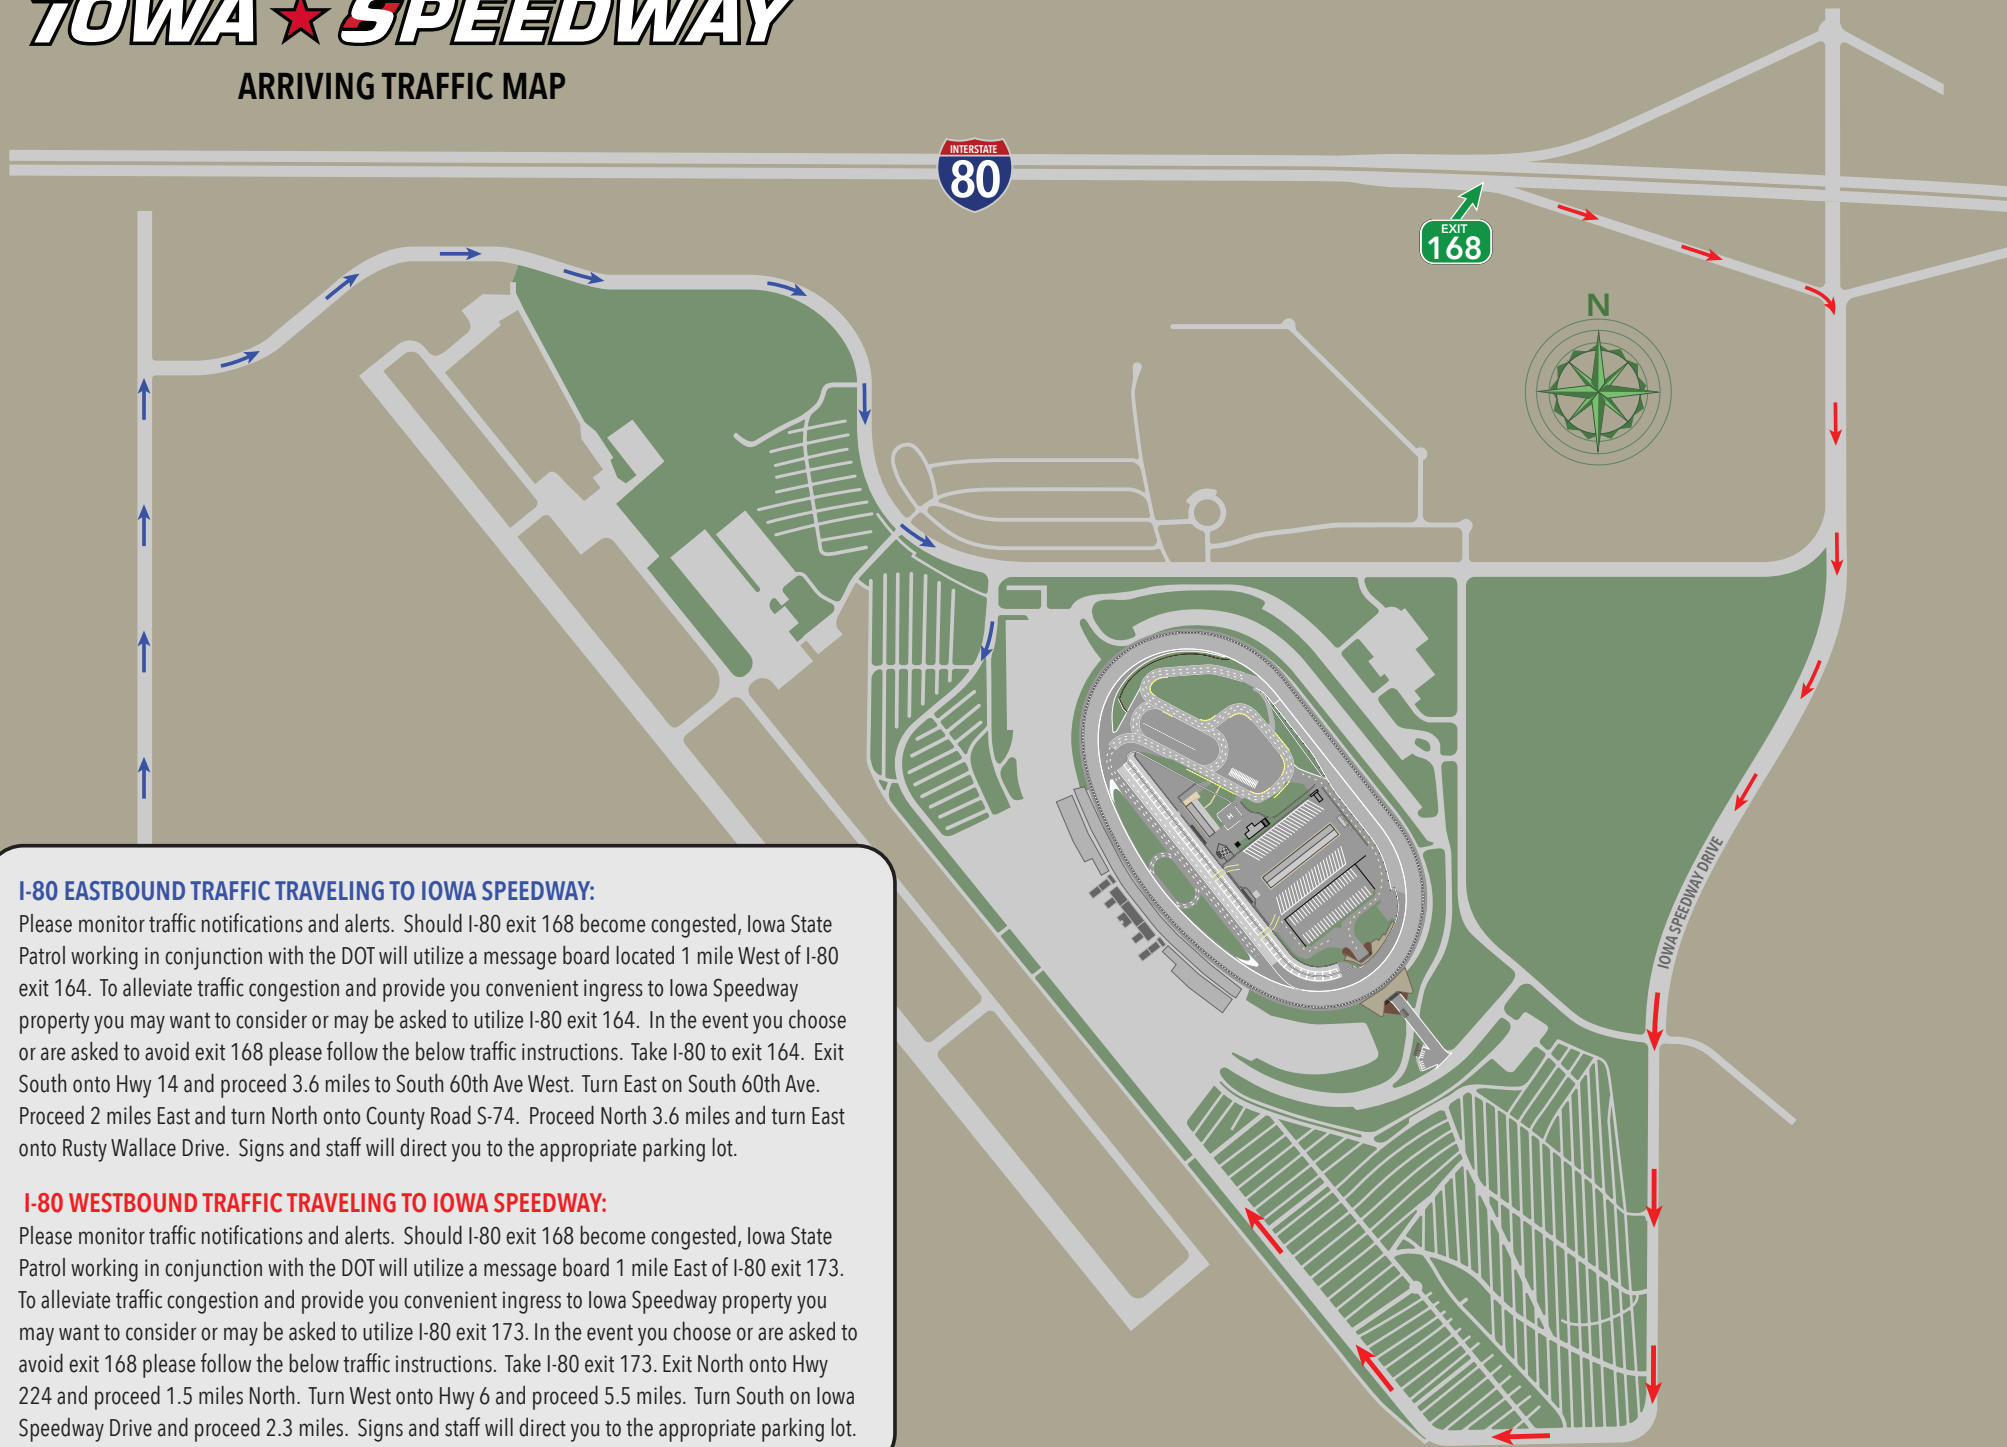 IOWA SPEEDWAY
ARRIVING TRAFFIC MAP
INTERSTATE
80
EXIT
168
N
IOWA SPEEDWAY DRIVE
H
I-80 EASTBOUND TRAFFIC TRAVELING TO IOWA SPEEDWAY:
Please monitor traffic notifications and alerts. Should I-80 exit 168 become congested, Iowa State
Patrol working in conjunction with the DOT will utilize a message board located 1 mile West of I-80
exit 164. To alleviate traffic congestion and provide you convenient ingress to Iowa Speedway
property you may want to consider or may be asked to utilize I-80 exit 164. In the event you choose
or are asked to avoid exit 168 please follow the below traffic instructions. Take I-80 to exit 164. Exit
South onto Hwy 14 and proceed 3.6 miles to South 60th Ave West. Turn East on South 60th Ave.
Proceed 2 miles East and turn North onto County Road S-74. Proceed North 3.6 miles and turn East
onto Rusty Wallace Drive. Signs and staff will direct you to the appropriate parking lot.
I-80 WESTBOUND TRAFFIC TRAVELING TO IOWA SPEEDWAY:
Please monitor traffic notifications and alerts. Should I-80 exit 168 become congested, Iowa State
Patrol working in conjunction with the DOT will utilize a message board 1 mile East of I-80 exit 173.
To alleviate traffic congestion and provide you convenient ingress to Iowa Speedway property you
may want to consider or may be asked to utilize I-80 exit 173. In the event you choose or are asked to
avoid exit 168 please follow the below traffic instructions. Take I-80 exit 173. Exit North onto Hwy
224 and proceed 1.5 miles North. Turn West onto Hwy 6 and proceed 5.5 miles. Turn South on Iowa
Speedway Drive and proceed 2.3 miles. Signs and staff will direct you to the appropriate parking lot.